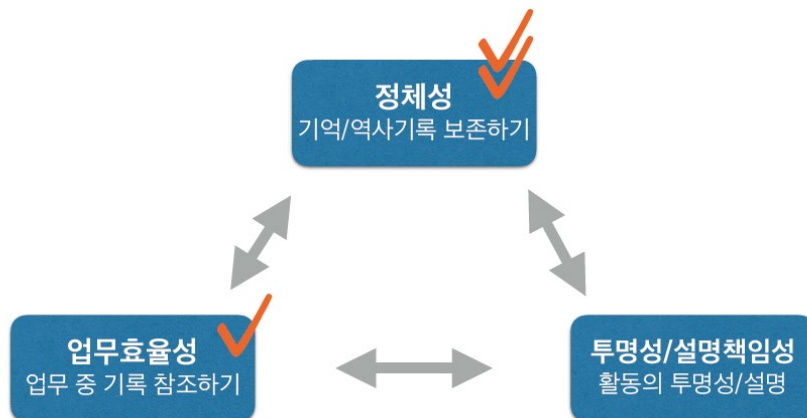 정체성
기억/역사기록 보존하기
업무효율성
업무 중 기록 참조하기
투명성/설명책임성
활동의 투명성/설명